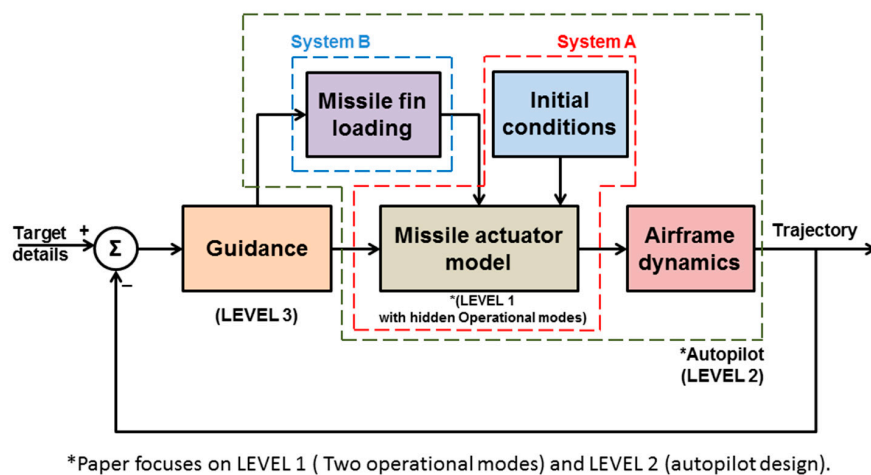 System B
System A
Missile fin
loading
Initial
conditions
Target
details
+
Σ
−
Guidance
Missile actuator
model
Airframe
dynamics
Trajectory
(LEVEL 3)
*(LEVEL 1
with hidden Operational modes)
*Autopilot
(LEVEL 2)
*Paper focuses on LEVEL 1 ( Two operational modes) and LEVEL 2 (autopilot design).